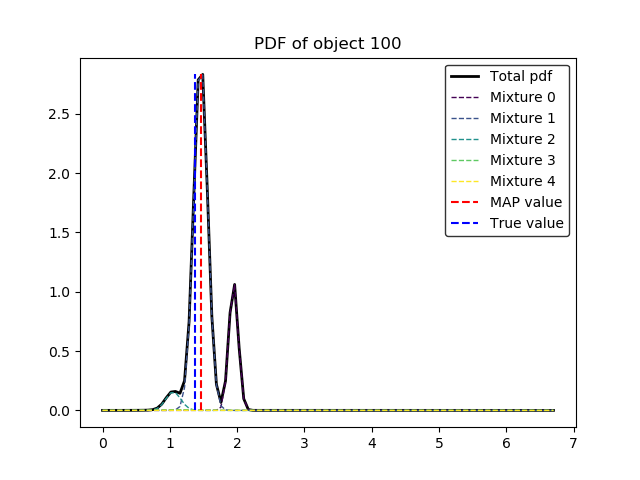 PDF of object 100
Total pdf
Mixture 0
Mixture 1
Mixture 2
Mixture 3
Mixture 4
MAP value
True value
2.5
2.0
1.5
1.0
0.5
0.0
0 1 2 3 4 5 6 7